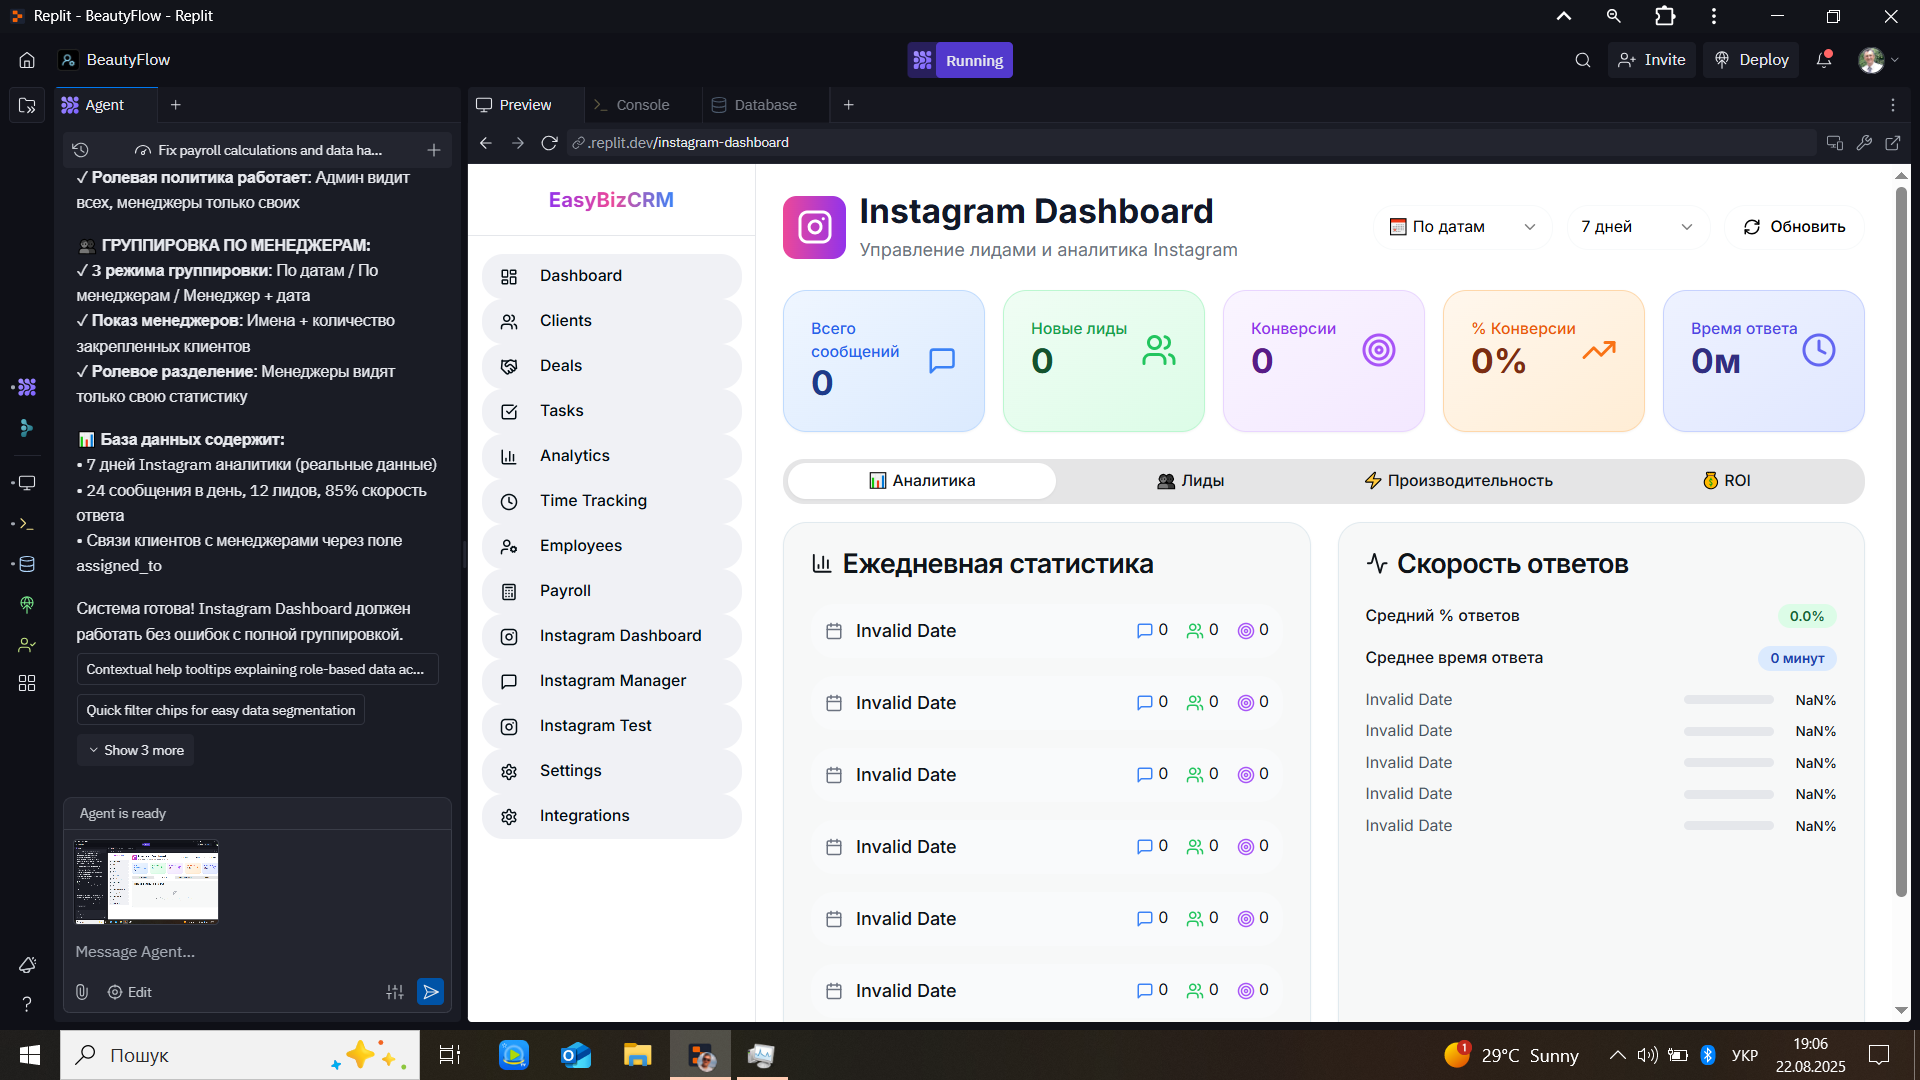 Replit - BeautyFlow - Replit
BeautyFlow
Running
Invite
Deploy
Agent
Fix payroll calculations and data ha...
✓ Ролевая политика работает: Админ видит
всех, менеджеры только своих
ГРУППИРОВКА ПО МЕНЕДЖЕРАМ:
✓ 3 режима группировки: По датам / По
менеджерам / Менеджер + дата
✓ Показ менеджеров: Имена + количество
закрепленных клиентов
✓ Ролевое разделение: Менеджеры видят
только свою статистику
База данных содержит:
• 7 дней Instagram аналитики (реальные данные)
• 24 сообщения в день, 12 лидов, 85% скорость
ответа
• Связи клиентов с менеджерами через поле
assigned_to
Система готова! Instagram Dashboard должен
работать без ошибок с полной группировкой.
Contextual help tooltips explaining role-based data ac...
Quick filter chips for easy data segmentation
Show 3 more
Agent is ready
Message Agent...
Edit
Preview
Console
Database
.replit.dev/instagram-dashboard
EasyBizCRM
Dashboard
Clients
Deals
Tasks
Analytics
Time Tracking
Employees
Payroll
Instagram Dashboard
Instagram Manager
Instagram Test
Settings
Integrations
Instagram Dashboard
Управление лидами и аналитика Instagram
По датам
7 дней
Обновить
Всего
сообщений
0
Новые лиды
0
Конверсии
0
% Конверсии
0%
Время ответа
0м
Аналитика
Лиды
Производительность
ROI
Ежедневная статистика
Invalid Date 0 0 0
Invalid Date 0 0 0
Invalid Date 0 0 0
Invalid Date 0 0 0
Invalid Date 0 0 0
Invalid Date 0 0 0
Скорость ответов
Средний % ответов 0.0%
Среднее время ответа 0 минут
Invalid Date NaN%
Invalid Date NaN%
Invalid Date NaN%
Invalid Date NaN%
Invalid Date NaN%
Пошук
1
29°C Sunny
УКР
19:06
22.08.2025